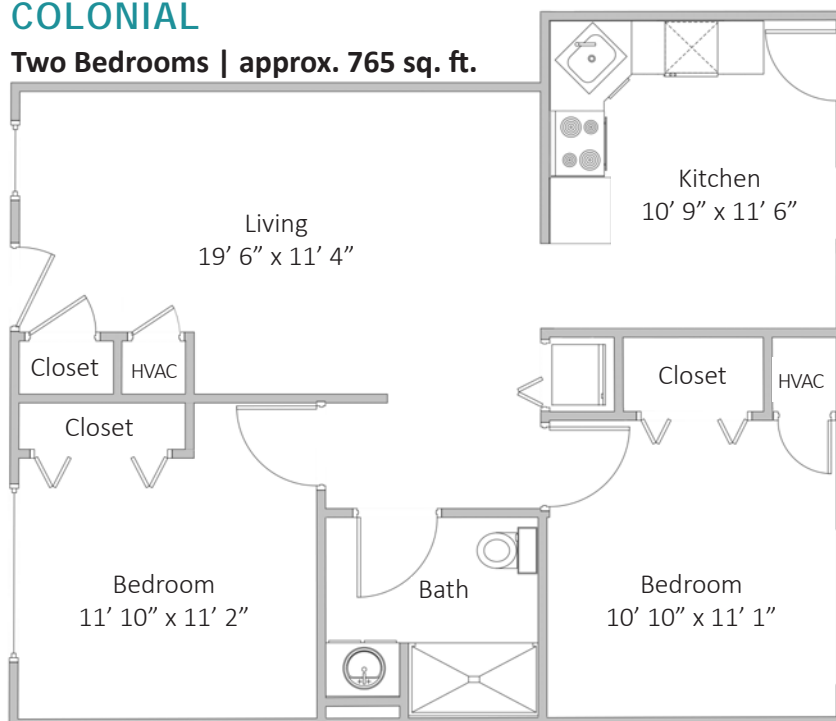 COLONIAL
Two Bedrooms | approx. 765 sq. ft.
Kitchen
10’ 9” x 11’ 6”
Living
19’ 6” x 11’ 4”
Closet
HVAC
Closet
HVAC
Closet
Bedroom
11’ 10” x 11’ 2”
Bath
Bedroom
10’ 10” x 11’ 1”